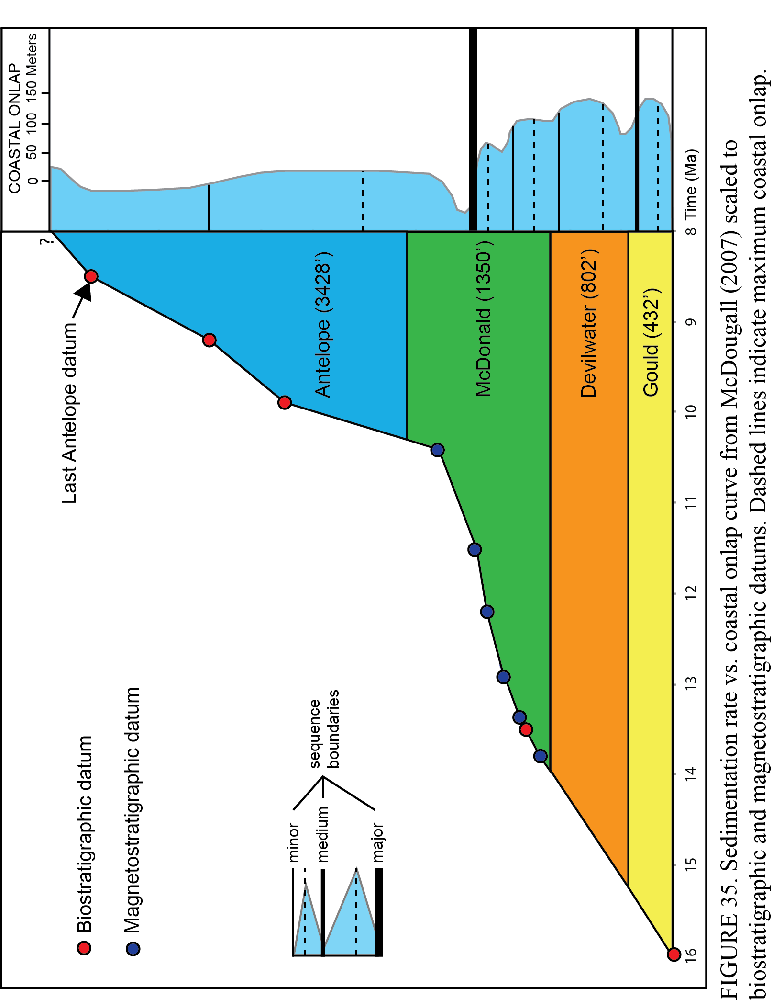 Biostratigraphic datum
Magnetostratigraphic datum
Last Antelope datum
?
COASTAL ONLAP
0 50 100 150 Meters
minor
medium
major
sequence
boundaries
Antelope (3428’)
McDonald (1350’)
Devilwater (802’)
Gould (432’)
16 15 14 13 12 11 10 9 8 Time (Ma)
FIGURE 35. Sedimentation rate vs. coastal onlap curve from McDougall (2007) scaled to
biostratigraphic and magnetostratigraphic datums. Dashed lines indicate maximum coastal onlap.